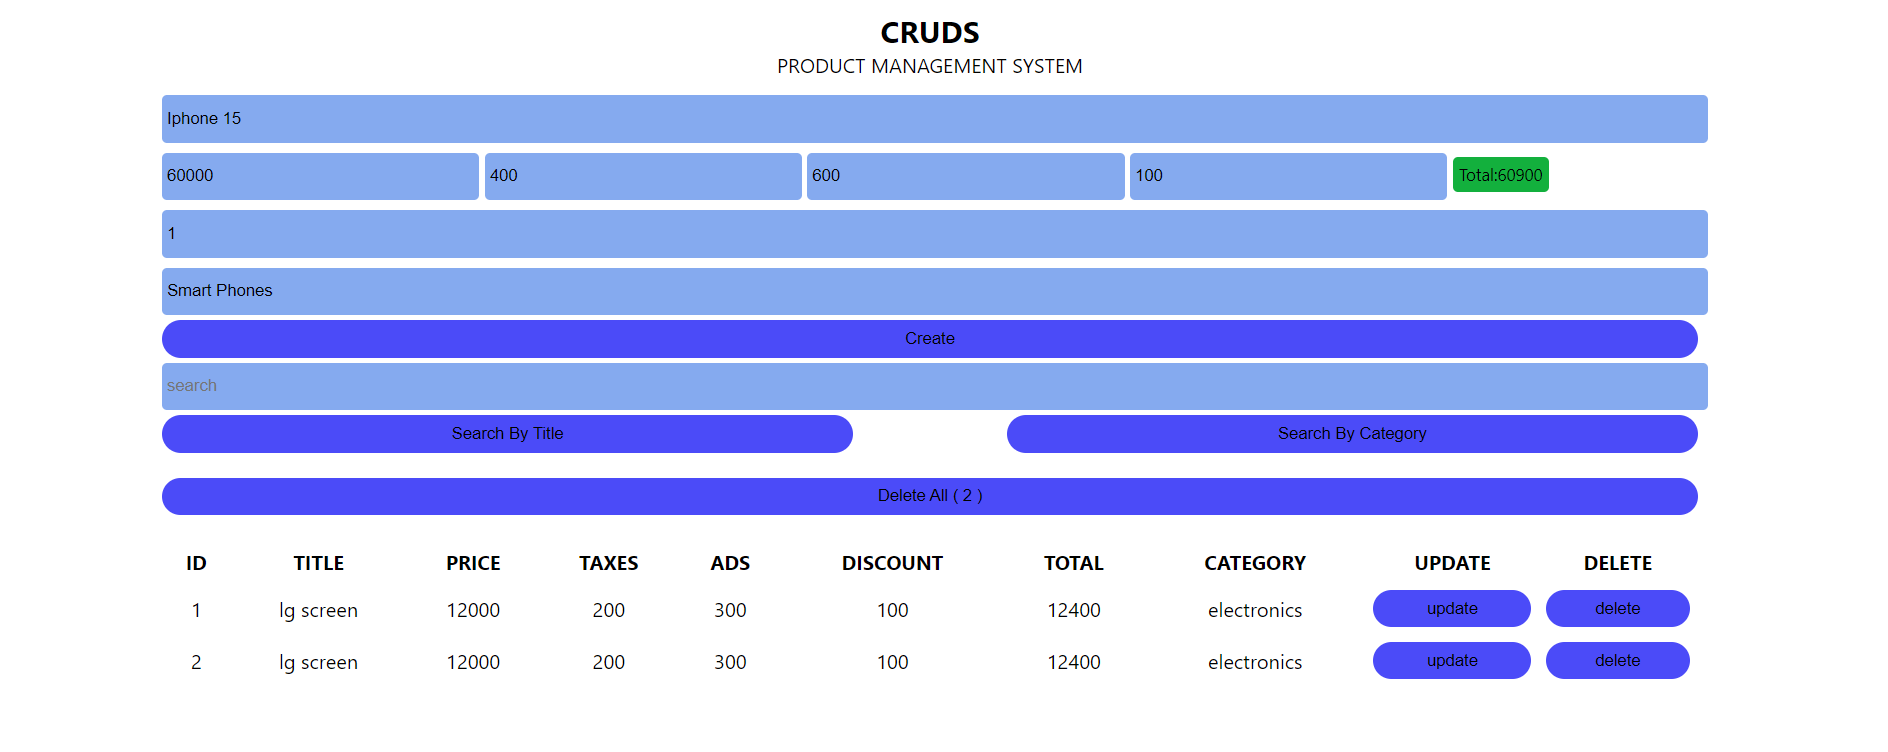 CRUDS
PRODUCT MANAGEMENT SYSTEM
Iphone 15
60000 400 600 100 Total:60900
1
Smart Phones
Create
search
Search By Title Search By Category
Delete All ( 2 )
ID TITLE PRICE TAXES ADS DISCOUNT TOTAL CATEGORY UPDATE DELETE
1 lg screen 12000 200 300 100 12400 electronics update delete
2 lg screen 12000 200 300 100 12400 electronics update delete